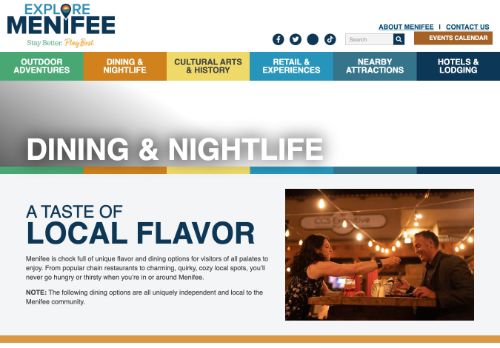 EXPLORE
MENIFEE
Stay Better. Play Best.
ABOUT MENIFEE | CONTACT US
Search
EVENTS CALENDAR
OUTDOOR
ADVENTURES
DINING &
NIGHTLIFE
CULTURAL ARTS
& HISTORY
RETAIL &
EXPERIENCES
NEARBY
ATTRACTIONS
HOTELS &
LODGING
DINING & NIGHTLIFE
A TASTE OF
LOCAL FLAVOR
Menifee is chock full of unique flavor and dining options for visitors of all palates to
enjoy. From popular chain restaurants to charming, quirky, cozy local spots, you'll
never go hungry or thirsty when you're in or around Menifee.
NOTE: The following dining options are all uniquely independent and local to the
Menifee community.